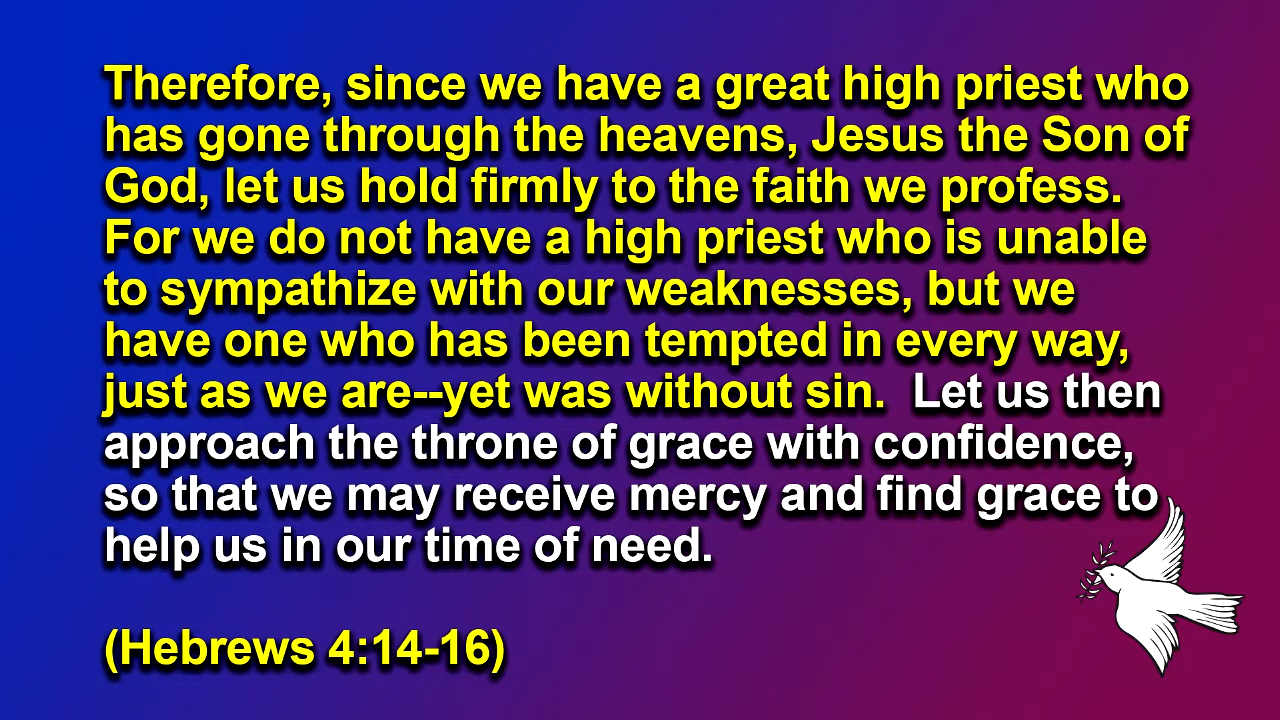 Therefore, since we have a great high priest who
has gone through the heavens, Jesus the Son of
God, let us hold firmly to the faith we profess.
For we do not have a high priest who is unable
to sympathize with our weaknesses, but we
have one who has been tempted in every way,
just as we are--yet was without sin.  Let us then
approach the throne of grace with confidence,
so that we may receive mercy and find grace to
help us in our time of need.
(Hebrews 4:14-16)